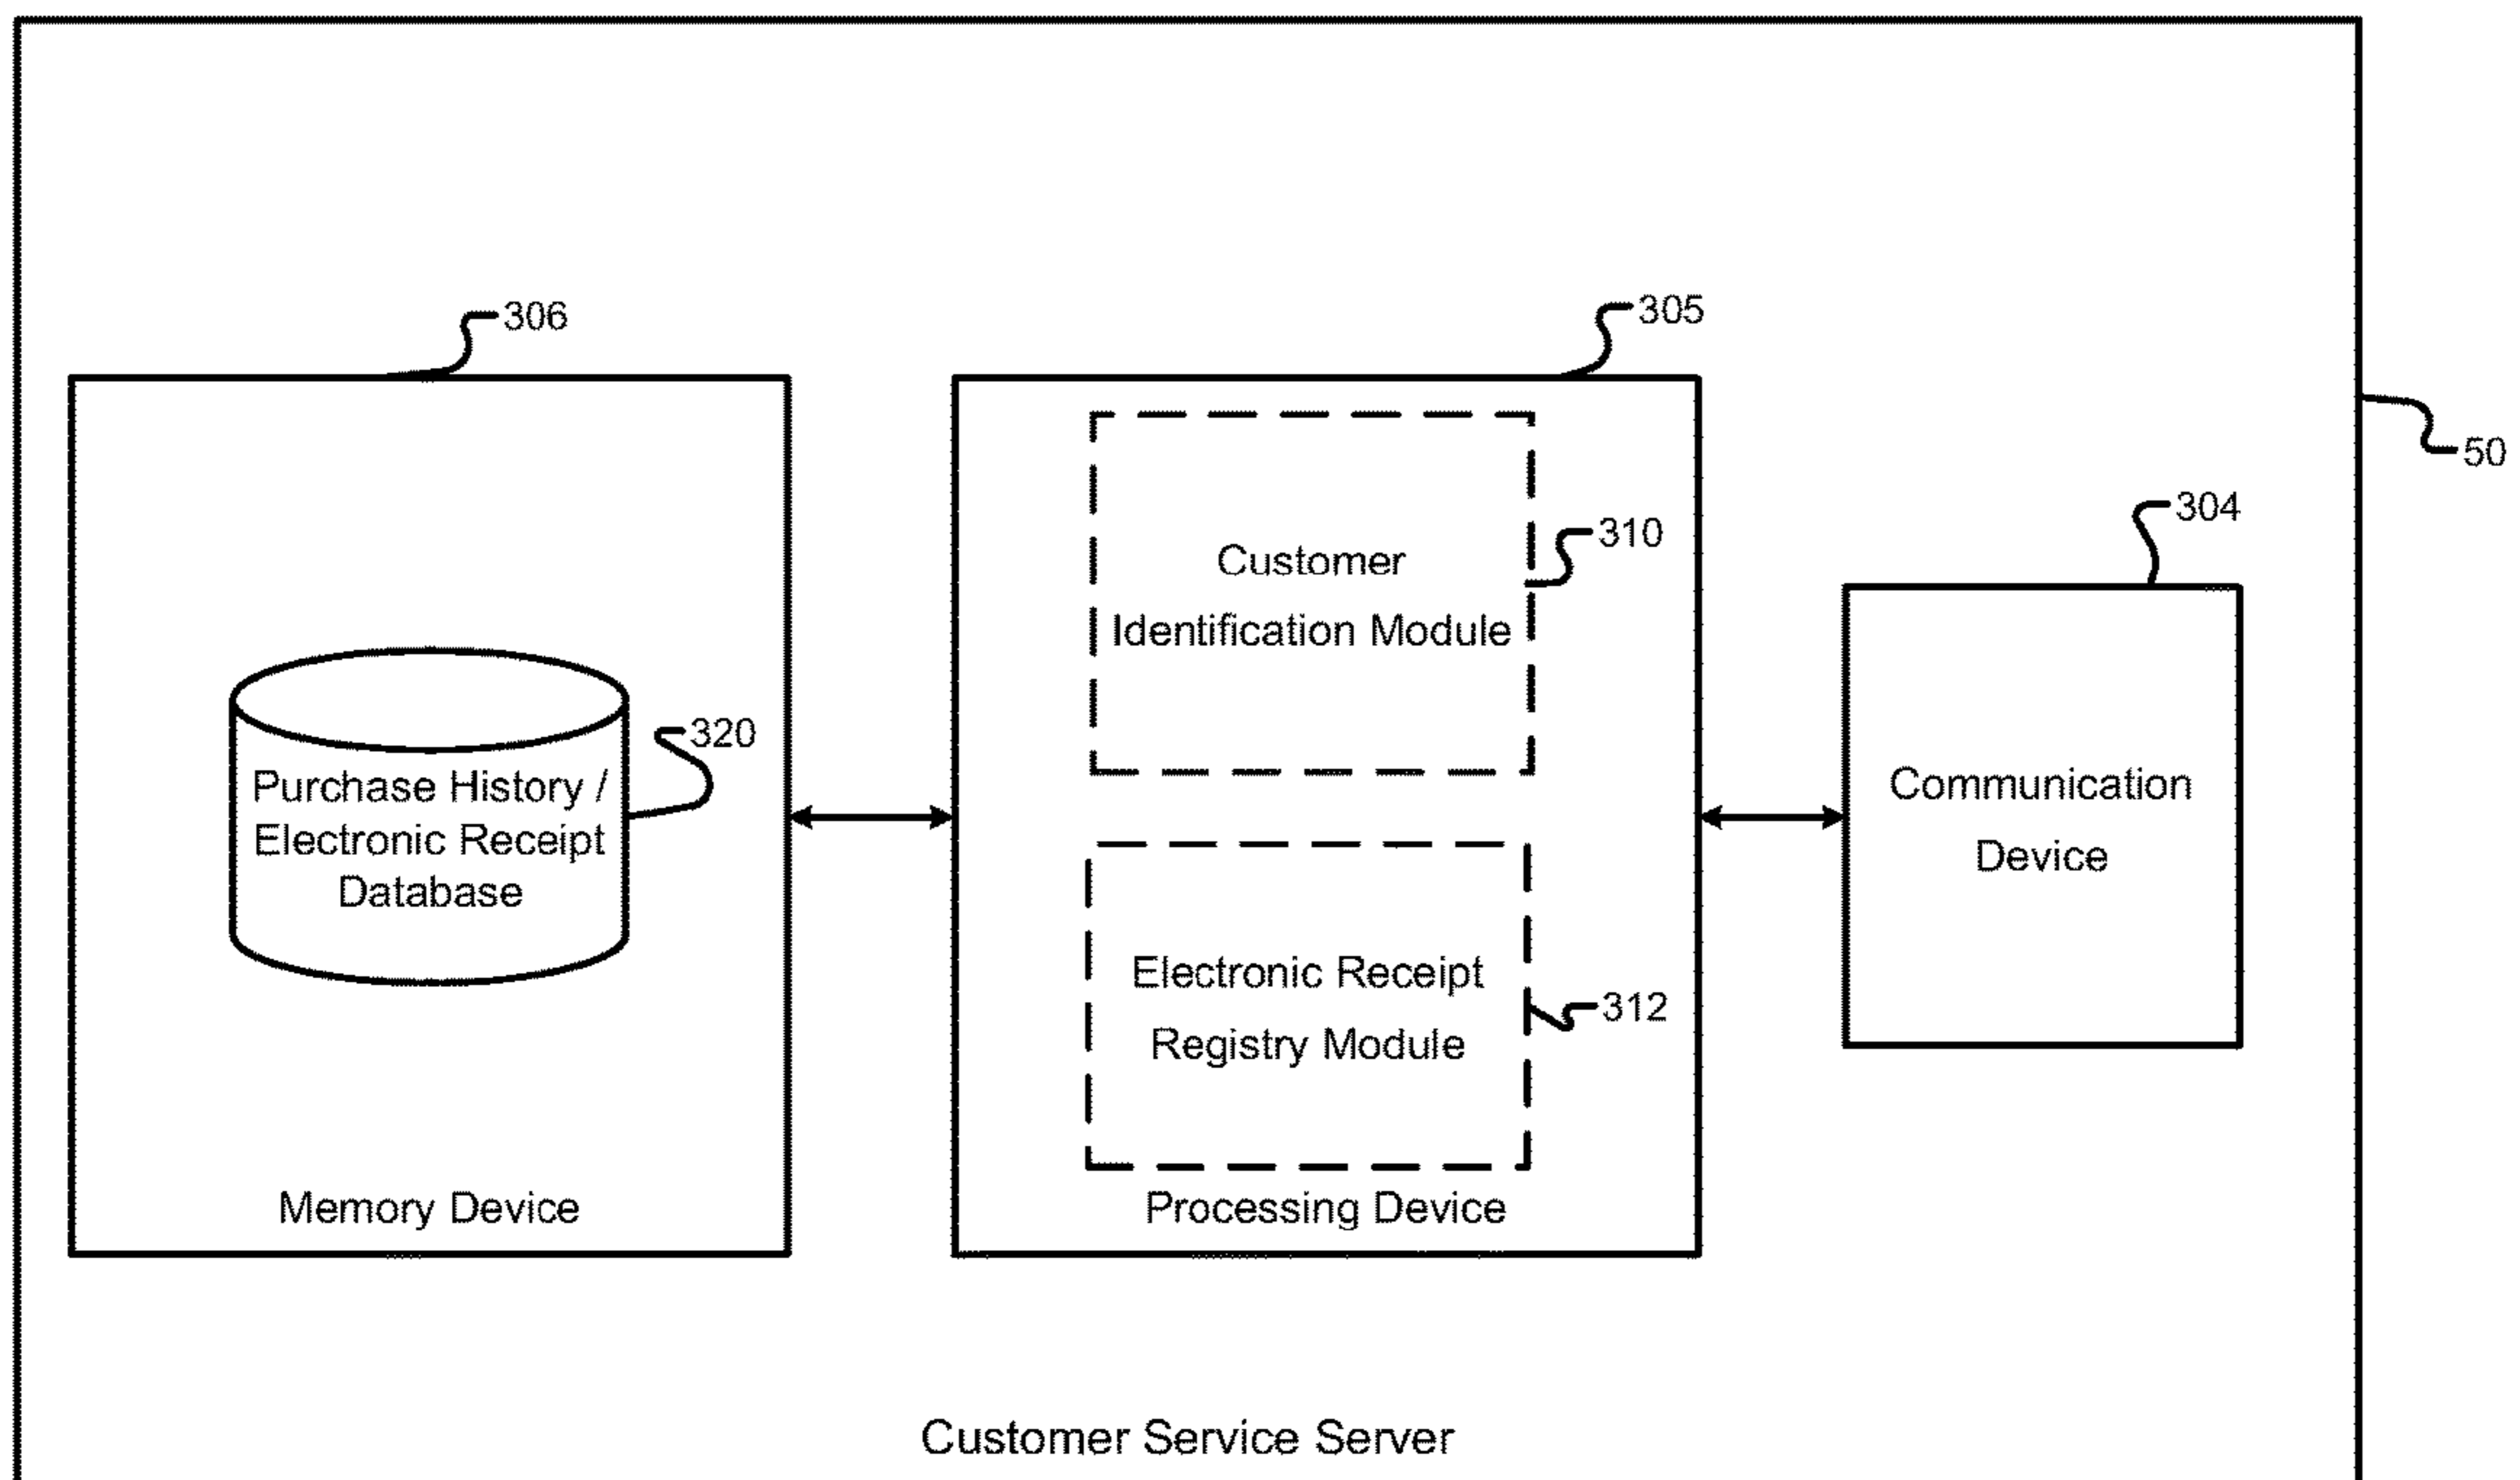 306
305
50
304
310
Customer
Identification Module
320
Purchase History /
Electronic Receipt
Database
Communication
Device
Electronic Receipt
Registry Module
312
Memory Device
Processing Device
Customer Service Server